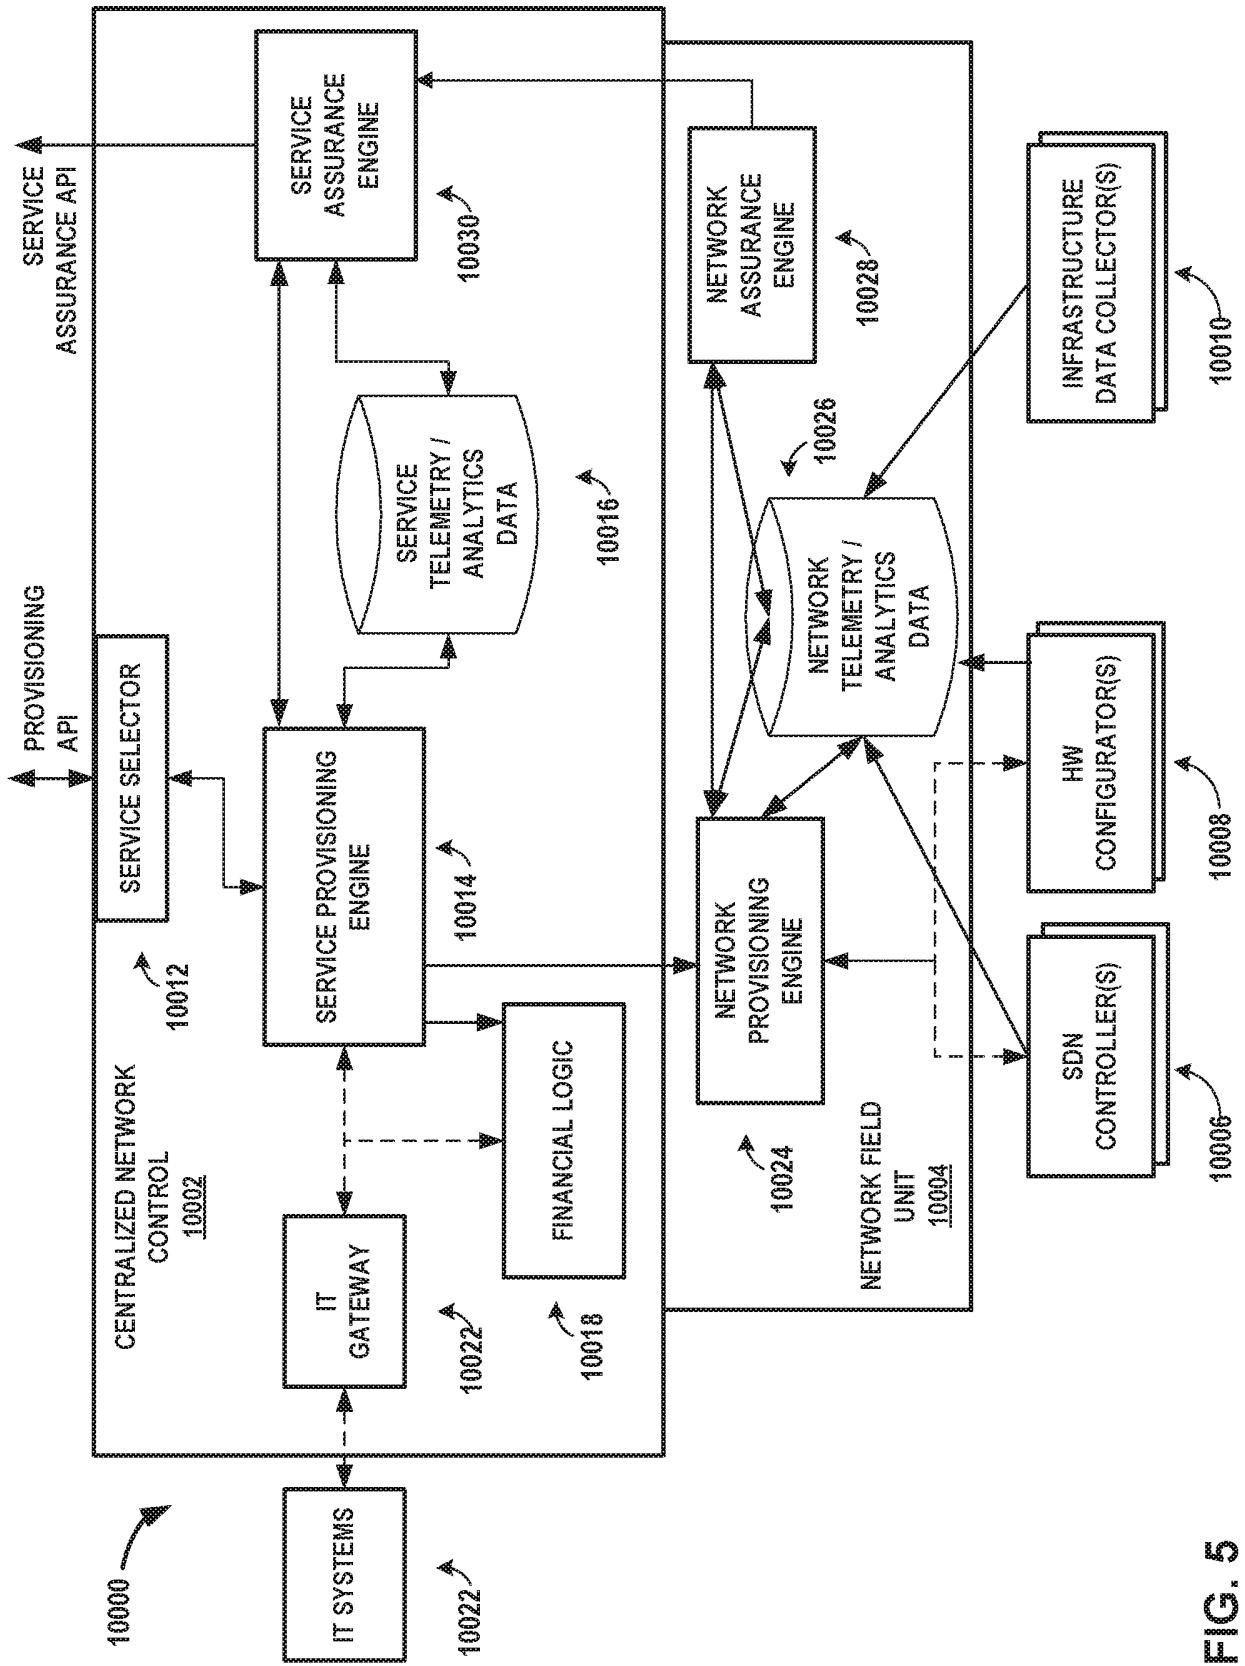 10000
CENTRALIZED NETWORK
CONTROL
10002
PROVISIONING
API
SERVICE
ASSURANCE API
10012
SERVICE SELECTOR
IT SYSTEMS
10022
IT
GATEWAY
10022
SERVICE PROVISIONING
ENGINE
10014
SERVICE
TELEMETRY /
ANALYTICS
DATA
10016
SERVICE
ASSURANCE
ENGINE
10030
FINANCIAL LOGIC
10018
NETWORK
PROVISIONING
ENGINE
10024
NETWORK
ASSURANCE
ENGINE
10028
10026
NETWORK
TELEMETRY /
ANALYTICS
DATA
NETWORK FIELD
UNIT
10004
SDN
CONTROLLER(S)
10006
HW
CONFIGURATOR(S)
10008
INFRASTRUCTURE
DATA COLLECTOR(S)
10010
FIG. 5